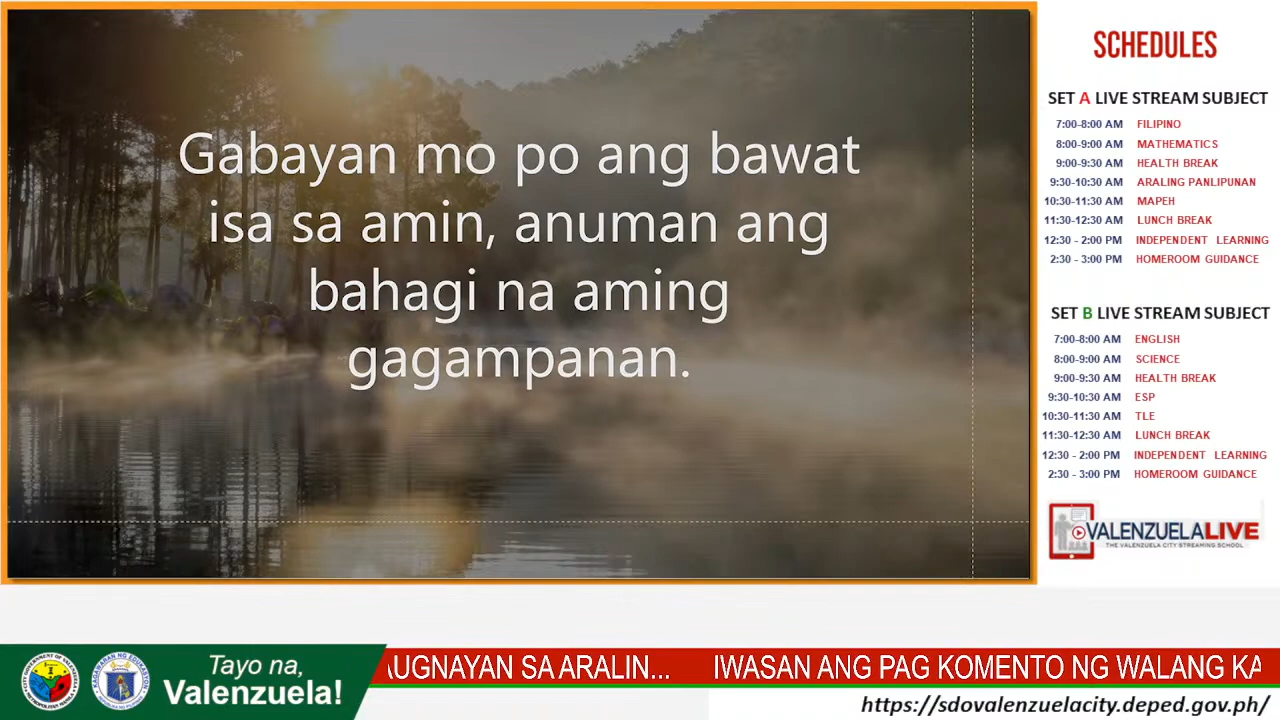 Gabayan mo po ang bawat
isa sa amin, anuman ang
bahagi na aming
gagampanan.
SCHEDULES
SET A LIVE STREAM SUBJECT
7:00-8:00 AM FILIPINO
8:00-9:00 AM MATHEMATICS
9:00-9:30 AM HEALTH BREAK
9:30-10:30 AM ARALING PANLIPUNAN
10:30-11:30 AM MAPEH
11:30-12:30 AM LUNCH BREAK
12:30 - 2:00 PM INDEPENDENT LEARNING
2:30 - 3:00 PM HOMEROOM GUIDANCE
SET B LIVE STREAM SUBJECT
7:00-8:00 AM ENGLISH
8:00-9:00 AM SCIENCE
9:00-9:30 AM HEALTH BREAK
9:30-10:30 AM ESP
10:30-11:30 AM TLE
11:30-12:30 AM LUNCH BREAK
12:30 - 2:00 PM INDEPENDENT LEARNING
2:30 - 3:00 PM HOMEROOM GUIDANCE
VALENZUELALIVE
THE VALENZUELA CITY STREAMING SCHOOL
Tayo na,
Valenzuela!
AUGNAYAN SA ARALIN... IWASAN ANG PAG KOMENTO NG WALANG KA
https://sdovalenzuelacity.deped.gov.ph/